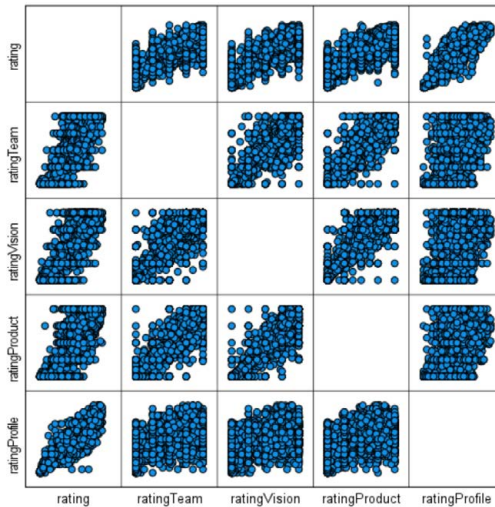 rating
ratingTeam
ratingVision
ratingProduct
ratingProfile
rating ratingTeam ratingVision ratingProduct ratingProfile